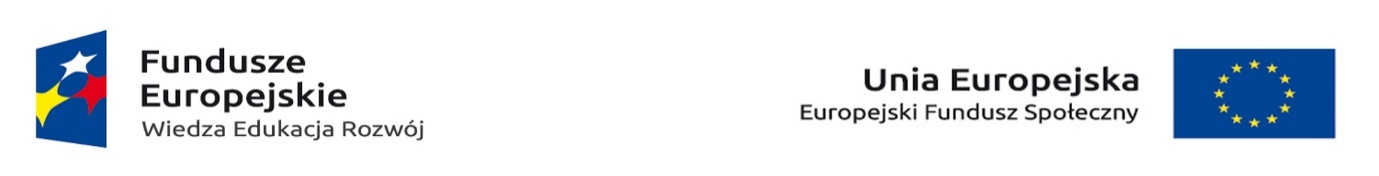 Fundusze
Europejskie
Wiedza Edukacja Rozwój
Unia Europejska
Europejski Fundusz Społeczny